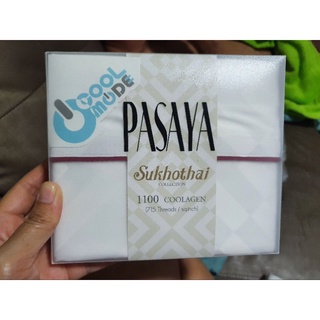 COOL
MODE
PASAYA
Sukhothai
COLLECTION
1100 COOLAGEN